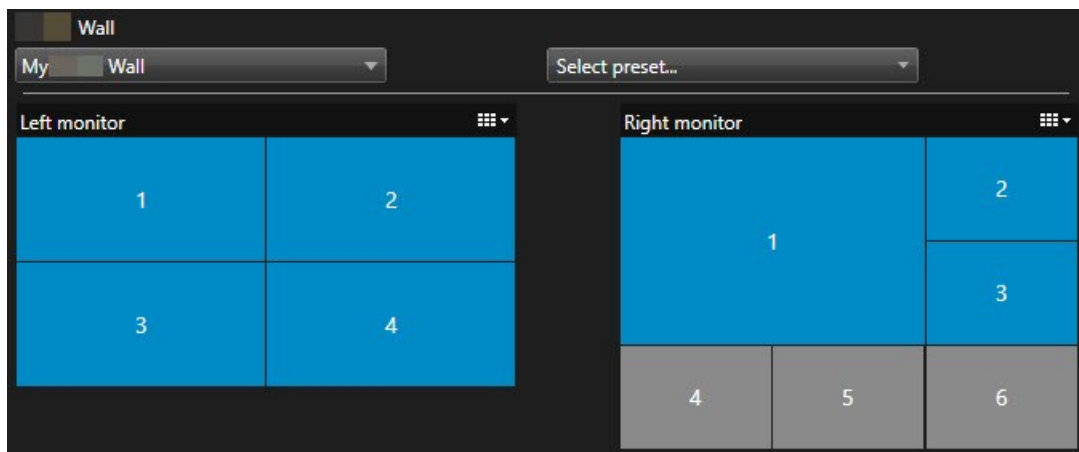 Wall
My Wall
Select preset...
Left monitor
Right monitor
1 2
3 4
1
2
3
4 5 6